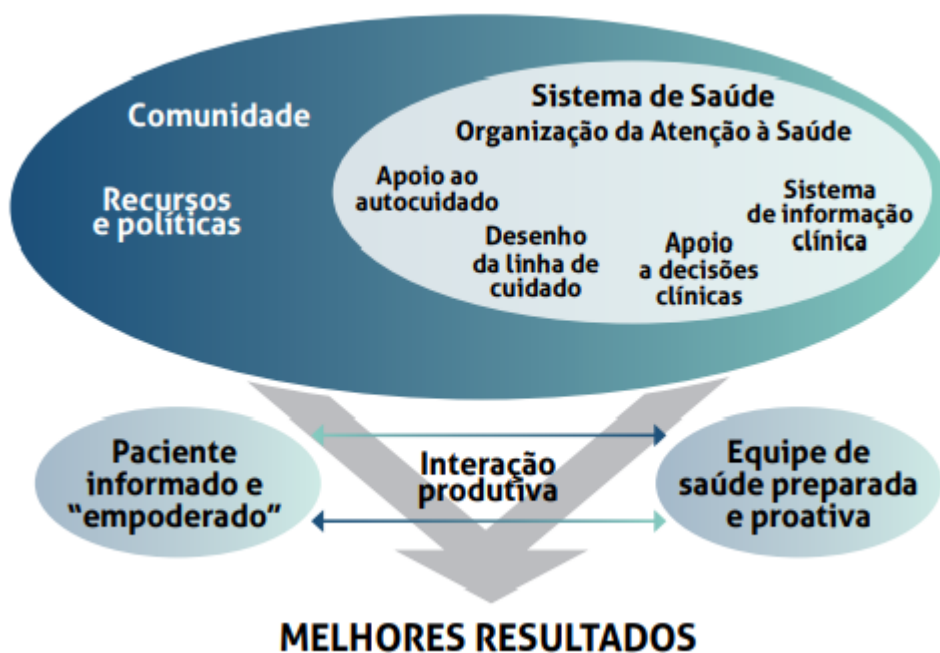 Comunidade
Recursos
e políticas
Sistema de Saúde
Organização da Atenção à Saúde
Apoio ao
autocuidado
Desenho
da linha de
cuidado
Apoio
a decisões
clínicas
Sistema
de informação
clínica
Paciente
informado e
“empoderado”
Interação
produtiva
Equipe de
saúde preparada
e proativa
MELHORES RESULTADOS